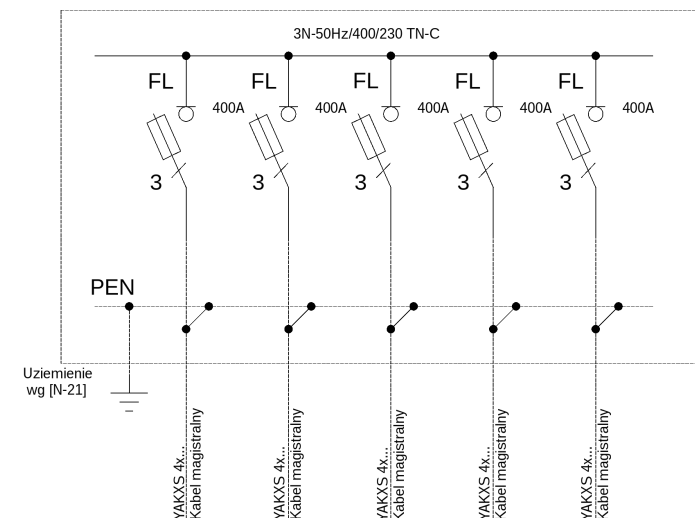 3N-50Hz/400/230 TN-C
FL FL FL FL FL
400A 400A 400A 400A 400A
3 3 3 3 3
PEN
Uziemienie
wg [N-21]
YAKXS 4x...
Kabel magistralny
YAKXS 4x...
Kabel magistralny
YAKXS 4x...
Kabel magistralny
YAKXS 4x...
Kabel magistralny
YAKXS 4x...
Kabel magistralny